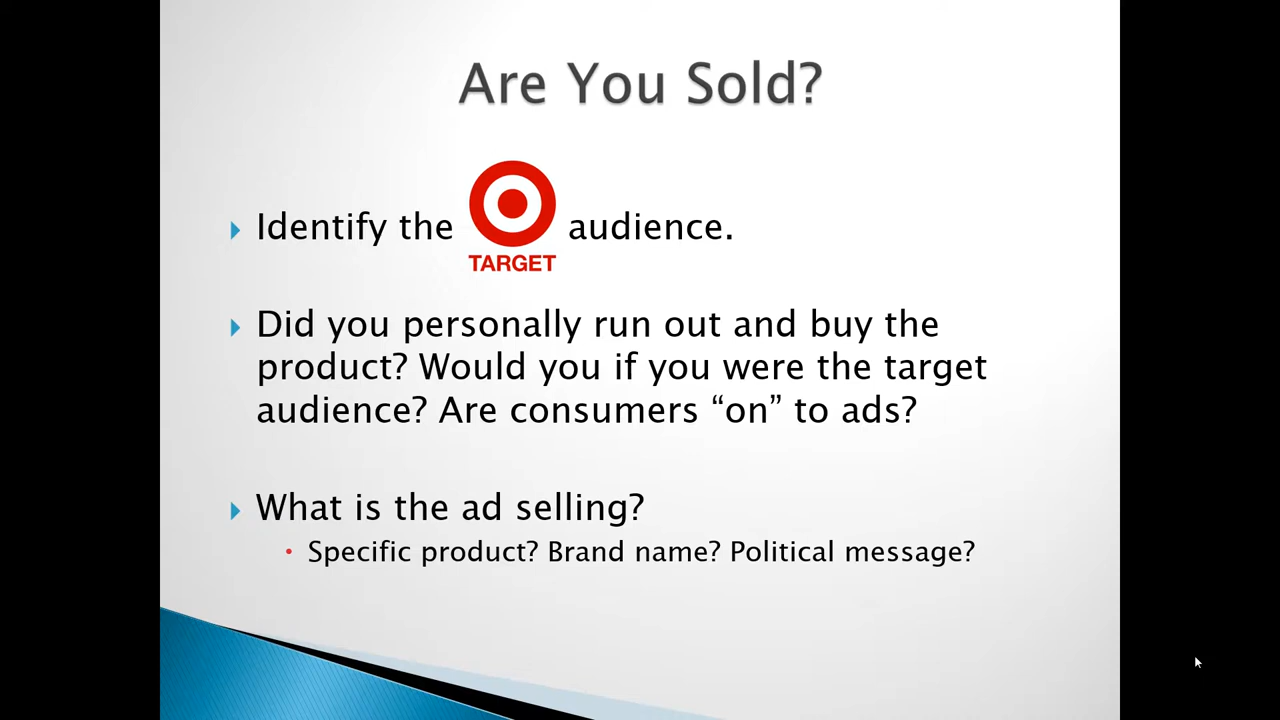 Are You Sold?
Identify the TARGET audience.
Did you personally run out and buy the
product? Would you if you were the target
audience? Are consumers “on” to ads?
What is the ad selling?
Specific product? Brand name? Political message?